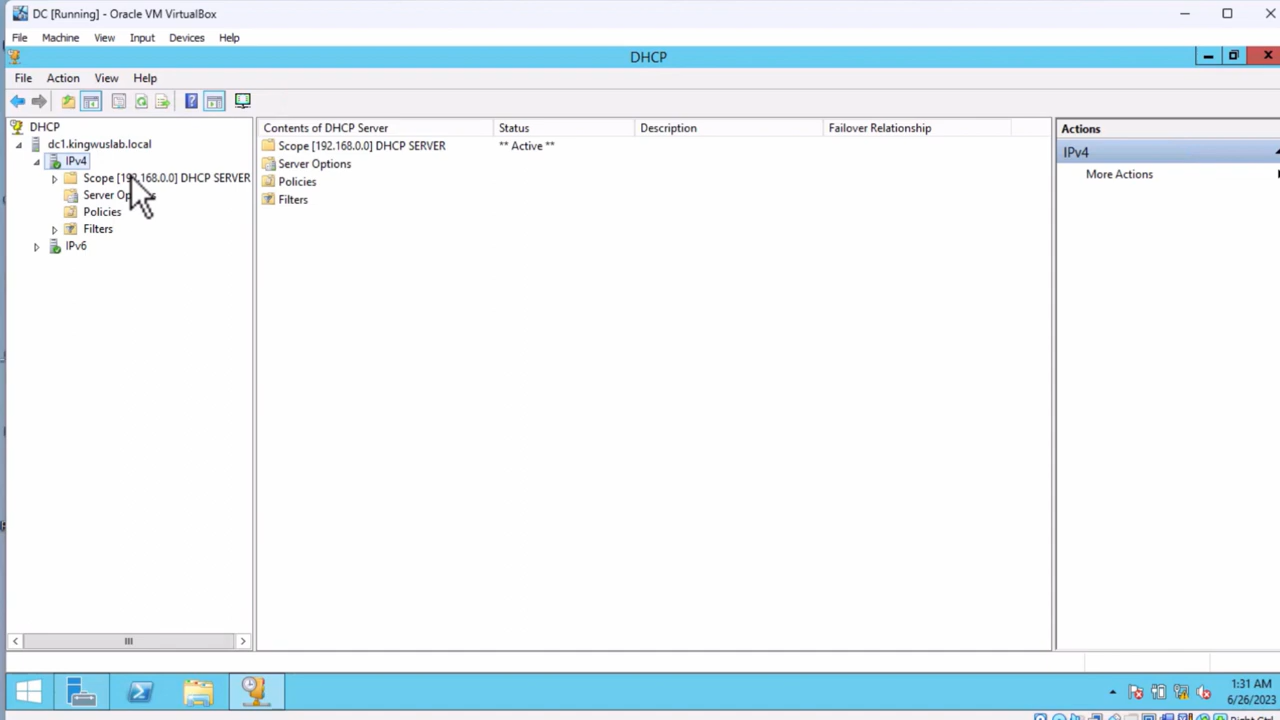 DC [Running] - Oracle VM VirtualBox
File Machine View Input Devices Help
DHCP
File Action View Help
DHCP
dc1.kingwuslab.local
IPv4
Scope [192.168.0.0] DHCP SERVER
Server Op
Policies
Filters
IPv6
Contents of DHCP Server Status Description Failover Relationship
Scope [192.168.0.0] DHCP SERVER ** Active **
Server Options
Policies
Filters
Actions
IPv4
More Actions
1:31 AM
6/26/2023
Right Ctrl